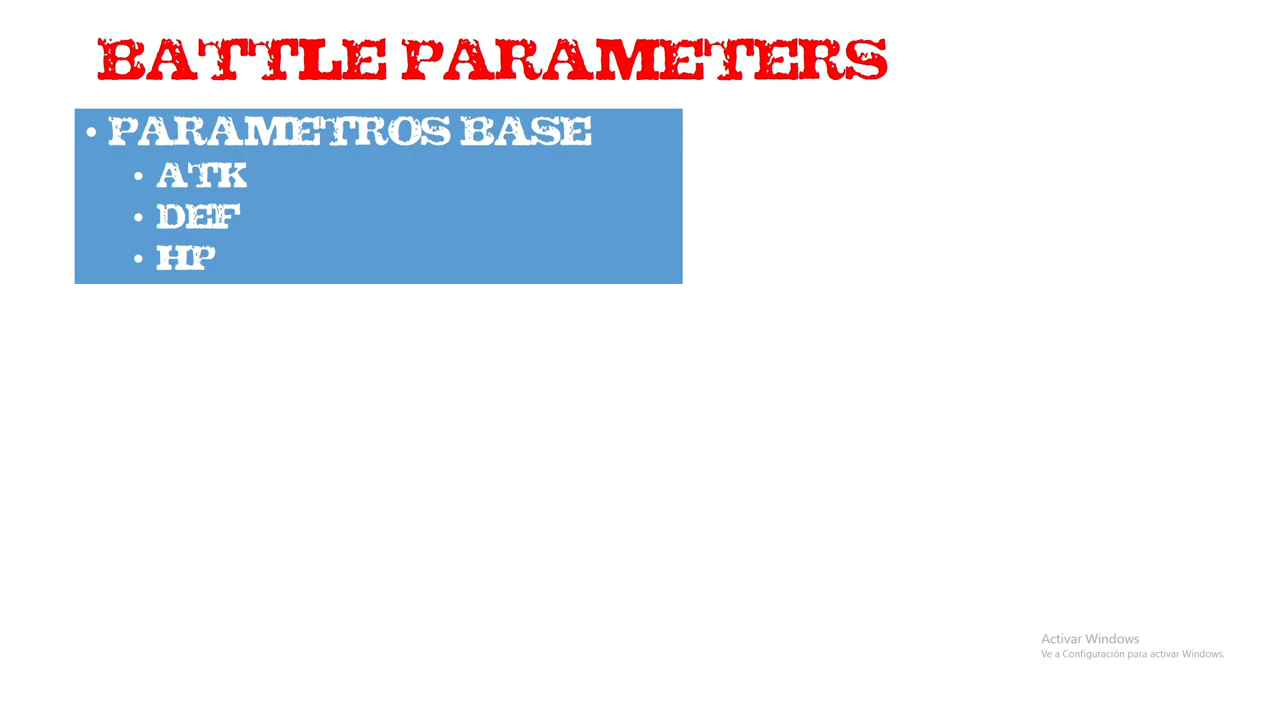 BATTLE PARAMETERS
• PARAMETROS BASE
• ATK
• DEF
• HP
Activar Windows
Ve a Configuración para activar Windows.